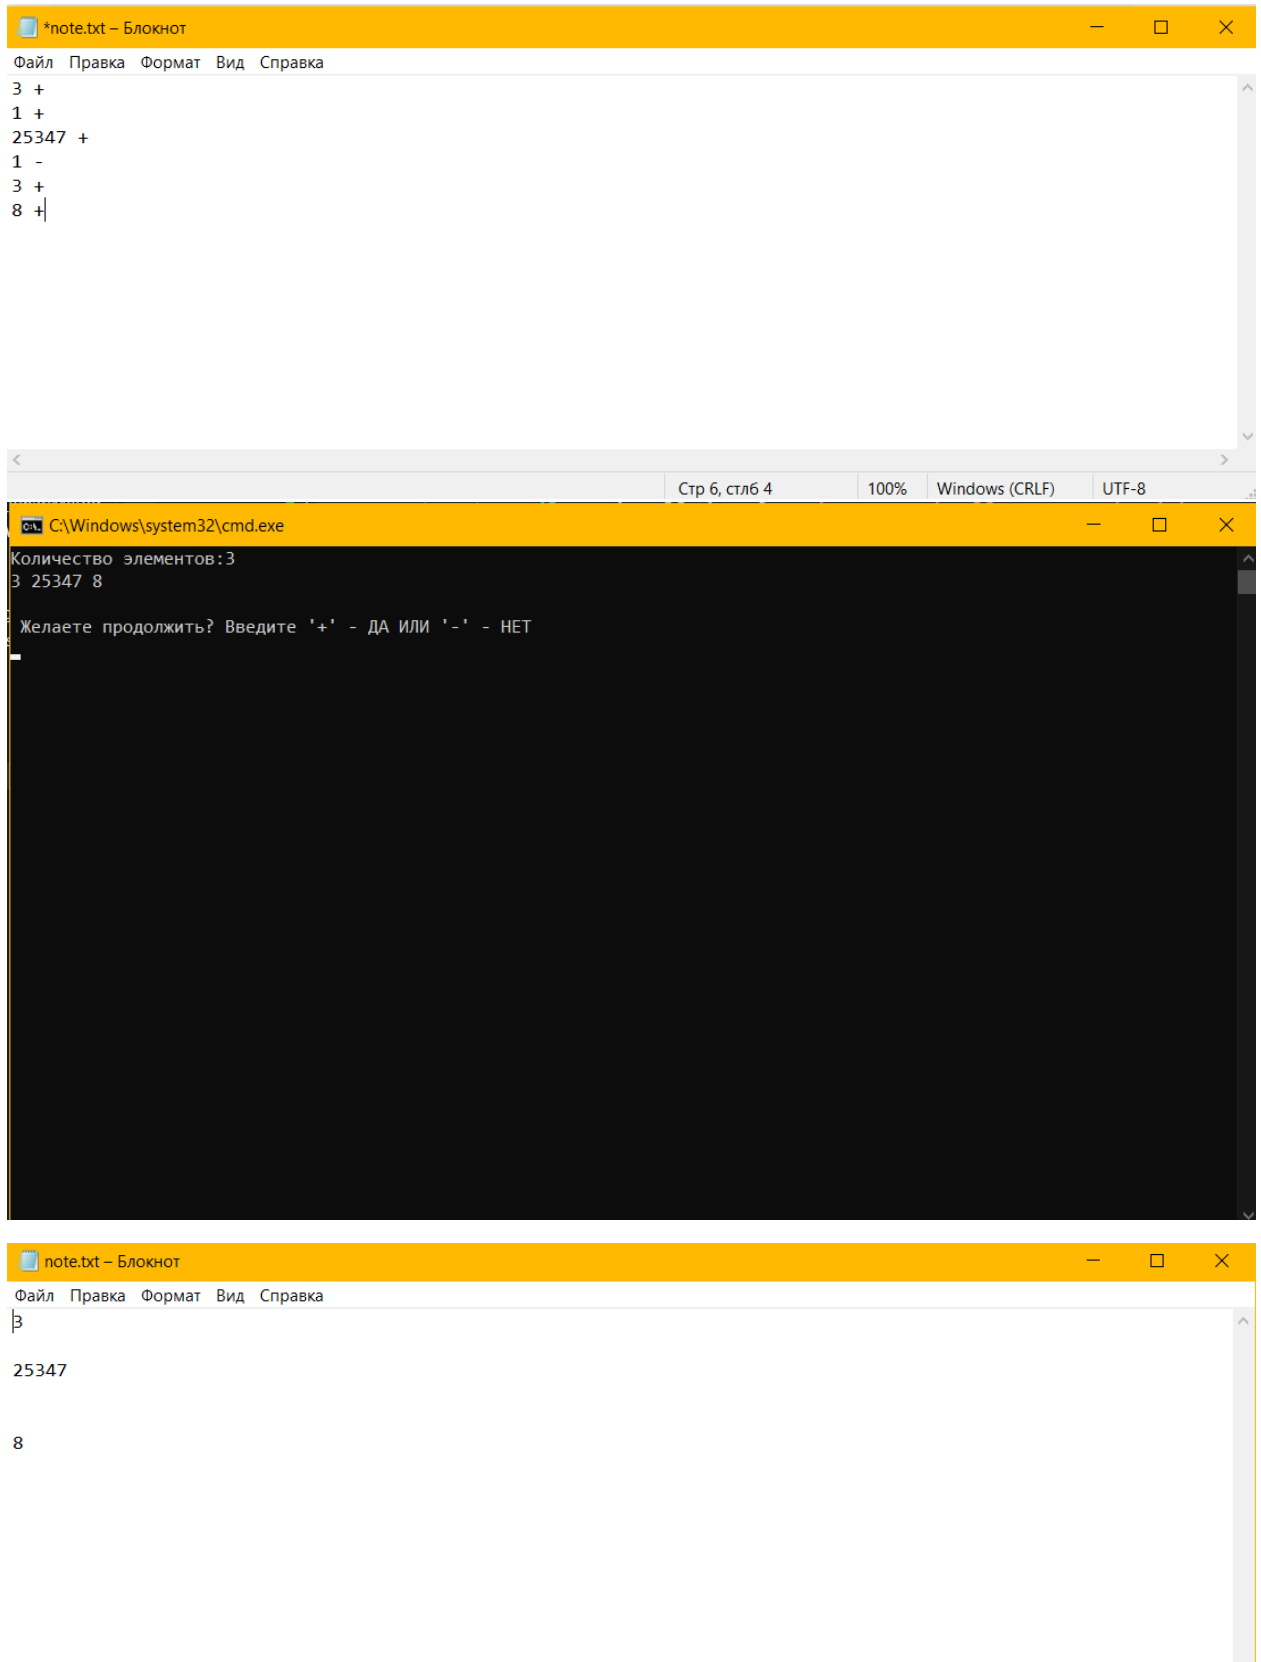 *note.txt – Блокнот
Файл Правка Формат Вид Справка
3 +
1 +
25347 +
1 -
3 +
8 +
Стр 6, стлб 4 100% Windows (CRLF) UTF-8
C:\Windows\system32\cmd.exe
Количество элементов:3
3 25347 8
Желаете продолжить? Введите '+' - ДА ИЛИ '-' - НЕТ
note.txt – Блокнот
Файл Правка Формат Вид Справка
3
25347
8